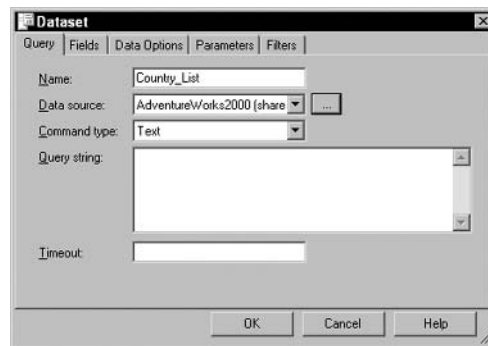 Dataset
Query Fields Data Options Parameters Filters
Name: Country_List
Data source: AdventureWorks2000 (share ...
Command type: Text
Query string:
Timeout:
OK Cancel Help